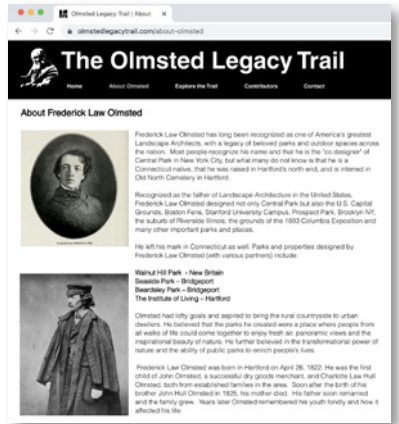 Olmsted Legacy Trail | About
olmstedlegacytrail.com/about-olmsted
The Olmsted Legacy Trail
Home About Olmsted Explore the Trail Contributors Contact
About Frederick Law Olmsted
Frederick Law Olmsted has long been recognized as one of America's greatest
Landscape Architects, with a legacy of beloved parks and outdoor spaces across
the nation. Most people recognize his name and that he is the "co designer" of
Central Park in New York City, but what many do not know is that he is a
Connecticut native, that he was raised in Hartford's north end, and is interred in
Old North Cemetery in Hartford.
Recognized as the father of Landscape Architecture in the United States,
Frederick Law Olmsted designed not only Central Park but also the U.S. Capital
Grounds, Boston Fens, Stanford University Campus, Prospect Park, Brooklyn NY,
the suburb of Riverside Illinois, the grounds of the 1893 Columbia Exposition and
many other important parks and places.
He left his mark in Connecticut as well. Parks and properties designed by
Frederick Law Olmsted (with various partners) include:
Walnut Hill Park - New Britain
Seaside Park – Bridgeport
Beardsley Park – Bridgeport
The Institute of Living – Hartford
Olmsted had lofty goals and aspired to bring the rural countryside to urban
dwellers. He believed that the parks he created were a place where people from
all walks of life could come together to enjoy fresh air, panoramic views and the
inspirational beauty of nature. He further believed in the transformational power of
nature and the ability of public parks to enrich people's lives.
Frederick Law Olmsted was born in Hartford on April 26, 1822. He was the first
child of John Olmsted, a successful dry goods merchant, and Charlotte Law Hull
Olmsted, both from established families in the area. Soon after the birth of his
brother John Hull Olmsted in 1825, his mother died. His father soon remarried
and the family grew. Years later Olmsted remembered his youth fondly and how it
affected his life